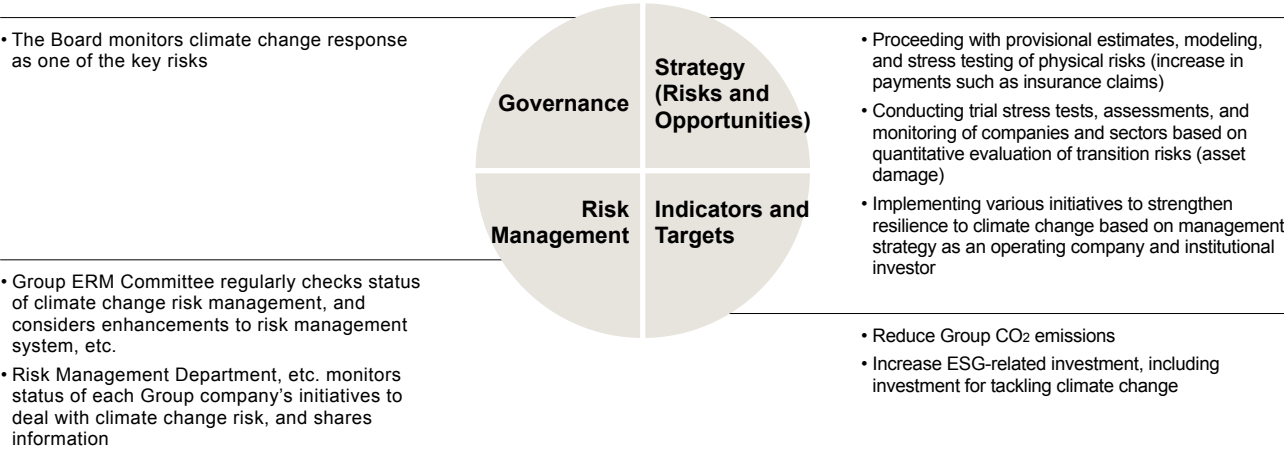 • The Board monitors climate change response
as one of the key risks
Governance
Strategy
(Risks and
Opportunities)
• Proceeding with provisional estimates, modeling,
and stress testing of physical risks (increase in
payments such as insurance claims)
• Conducting trial stress tests, assessments, and
monitoring of companies and sectors based on
quantitative evaluation of transition risks (asset
damage)
• Implementing various initiatives to strengthen
resilience to climate change based on management
strategy as an operating company and institutional
investor
Risk
Management
Indicators and
Targets
• Group ERM Committee regularly checks status
of climate change risk management, and
considers enhancements to risk management
system, etc.
• Risk Management Department, etc. monitors
status of each Group company’s initiatives to
deal with climate change risk, and shares
information
• Reduce Group CO2 emissions
• Increase ESG-related investment, including
investment for tackling climate change